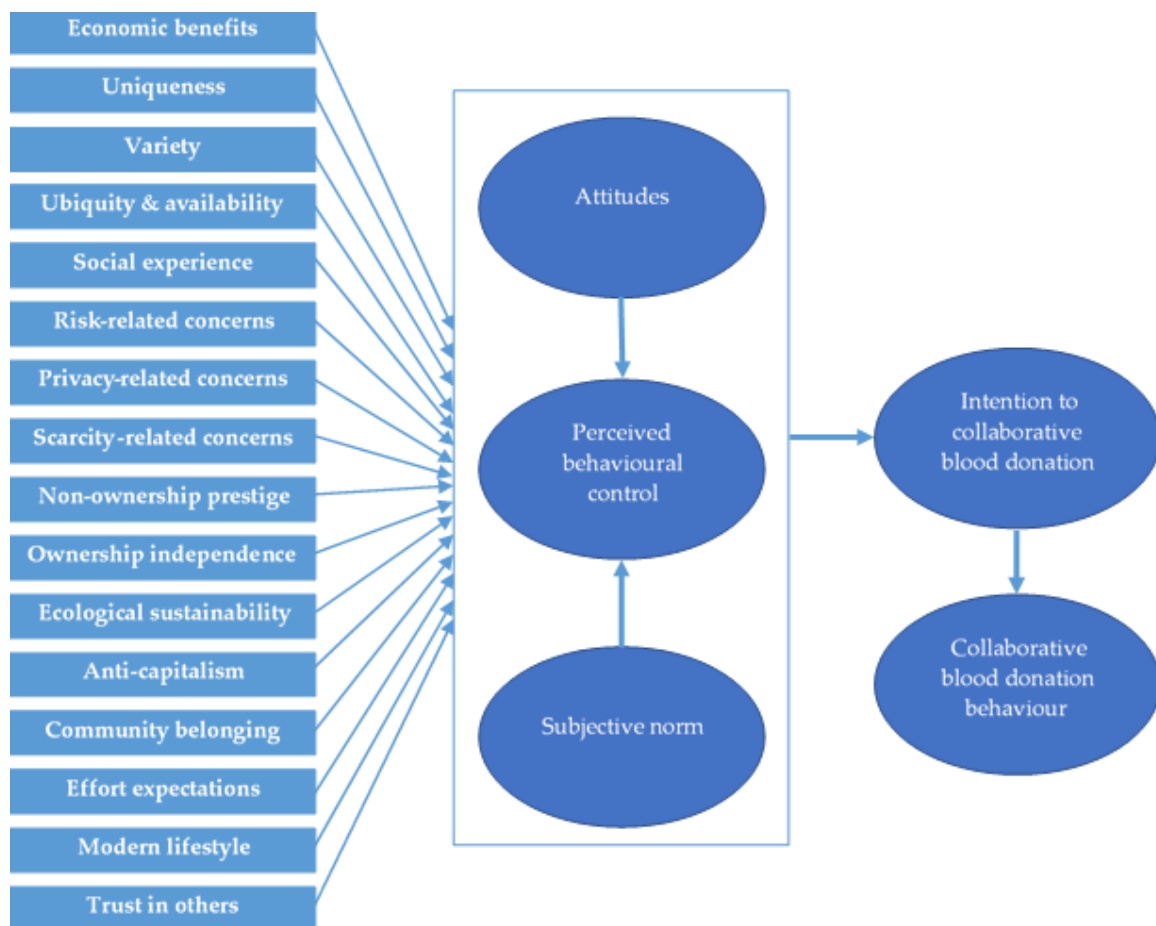 Economic benefits
Uniqueness
Variety
Ubiquity & availability
Social experience
Risk-related concerns
Privacy-related concerns
Scarcity-related concerns
Non-ownership prestige
Ownership independence
Ecological sustainability
Anti-capitalism
Community belonging
Effort expectations
Modern lifestyle
Trust in others
Attitudes
Perceived
behavioural
control
Subjective norm
Intention to
collaborative
blood donation
Collaborative
blood donation
behaviour